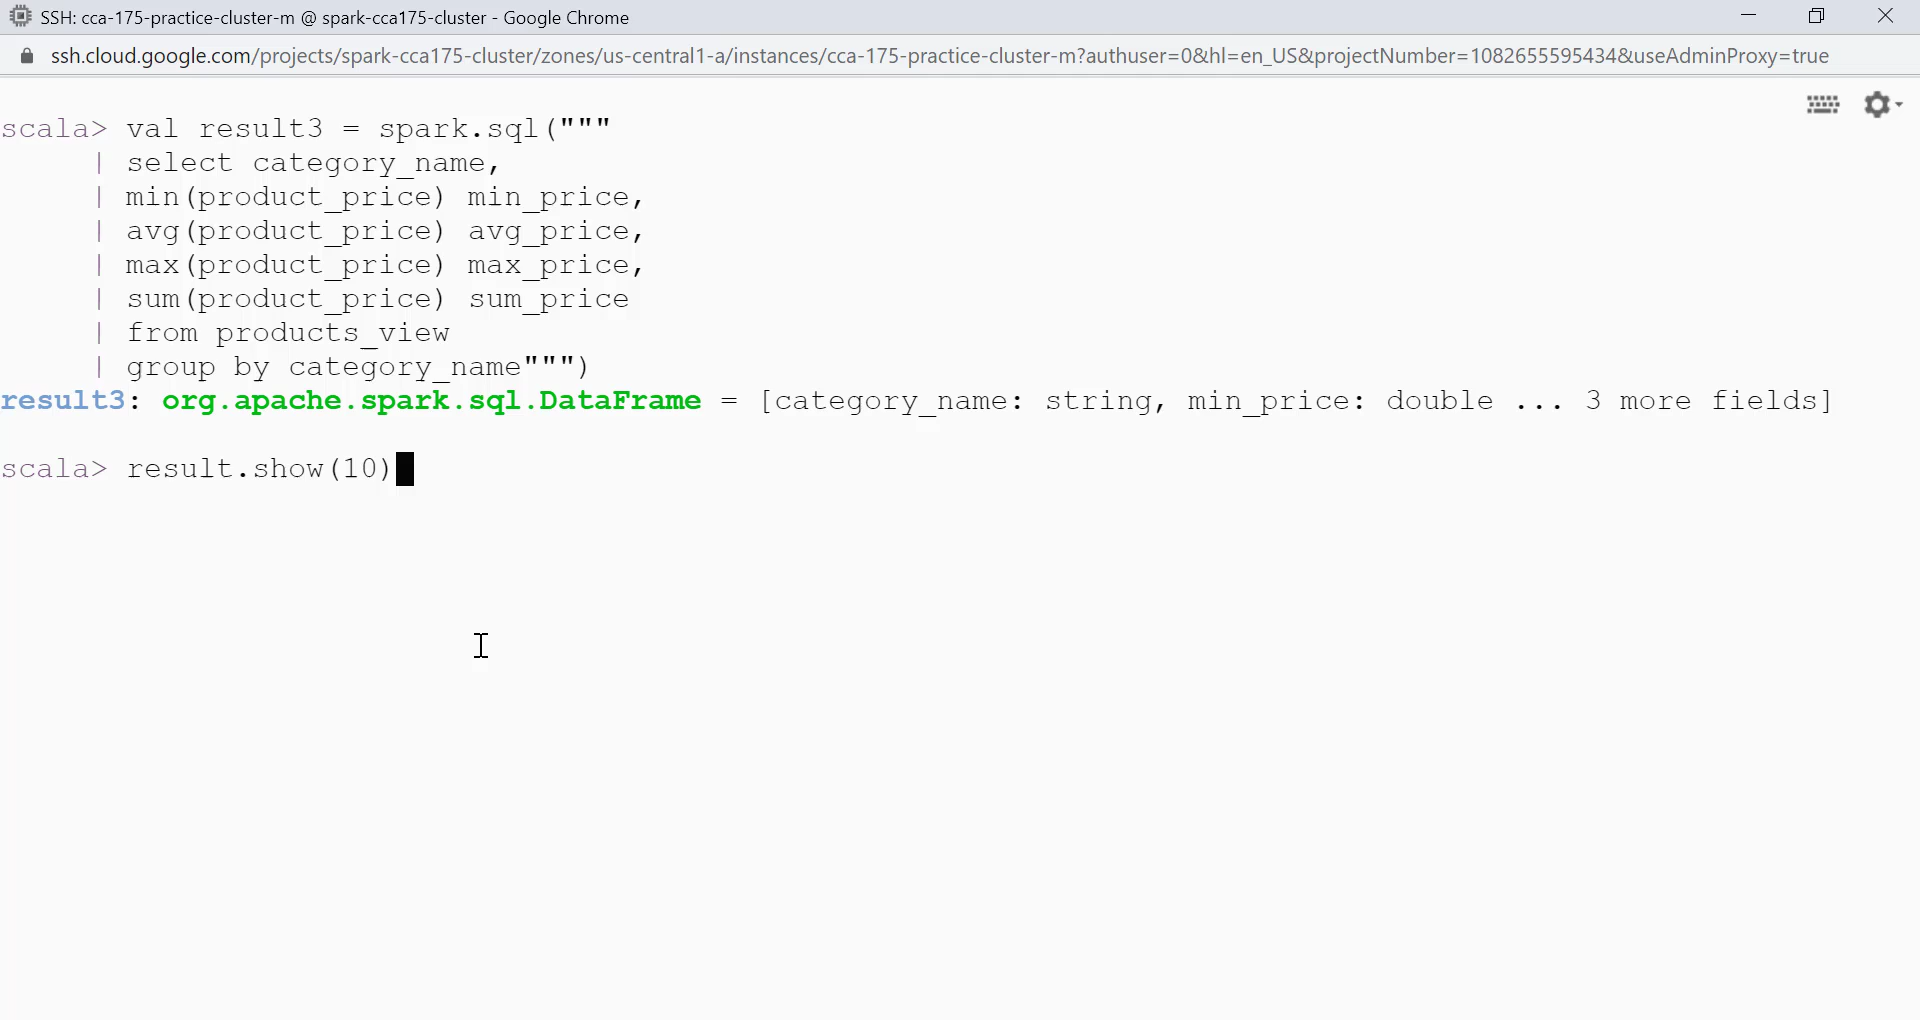 SSH: cca-175-practice-cluster-m @ spark-cca175-cluster - Google Chrome
ssh.cloud.google.com/projects/spark-cca175-cluster/zones/us-central1-a/instances/cca-175-practice-cluster-m?authuser=0&hl=en_US&projectNumber=1082655595434&useAdminProxy=true
scala> val result3 = spark.sql("""
| select category_name,
| min(product_price) min_price,
| avg(product_price) avg_price,
| max(product_price) max_price,
| sum(product_price) sum_price
| from products_view
| group by category_name""")
result3: org.apache.spark.sql.DataFrame = [category_name: string, min_price: double ... 3 more fields]
scala> result.show(10)